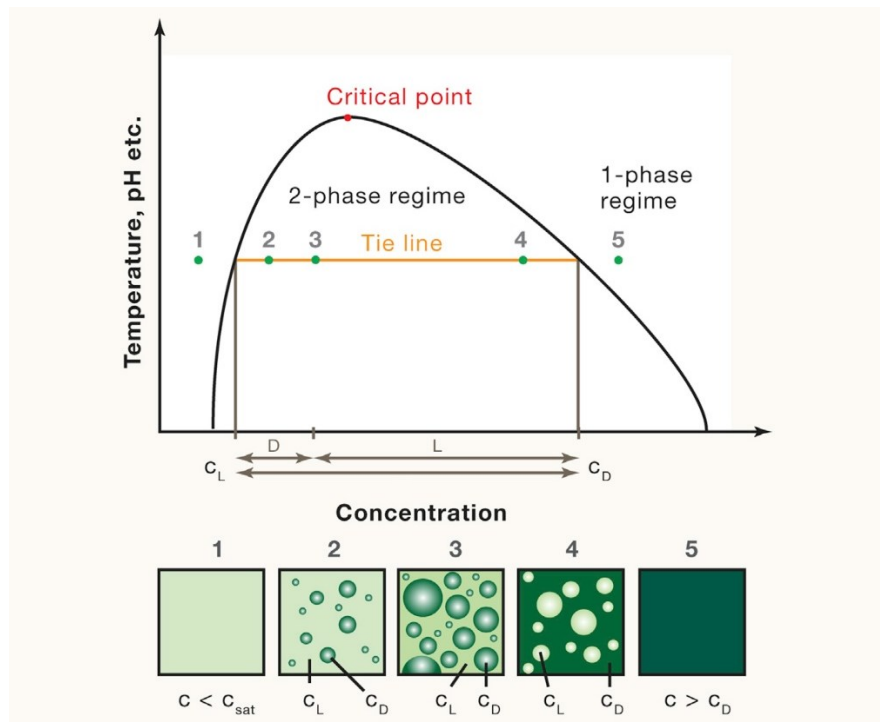 Temperature, pH etc.
Critical point
2-phase regime
1-phase
regime
1
2
3
Tie line
4
5
D
L
C_L
C_D
Concentration
1
2
3
4
5
C < C_sat
C_L
C_D
C_L
C_D
C_L
C_D
C > C_D